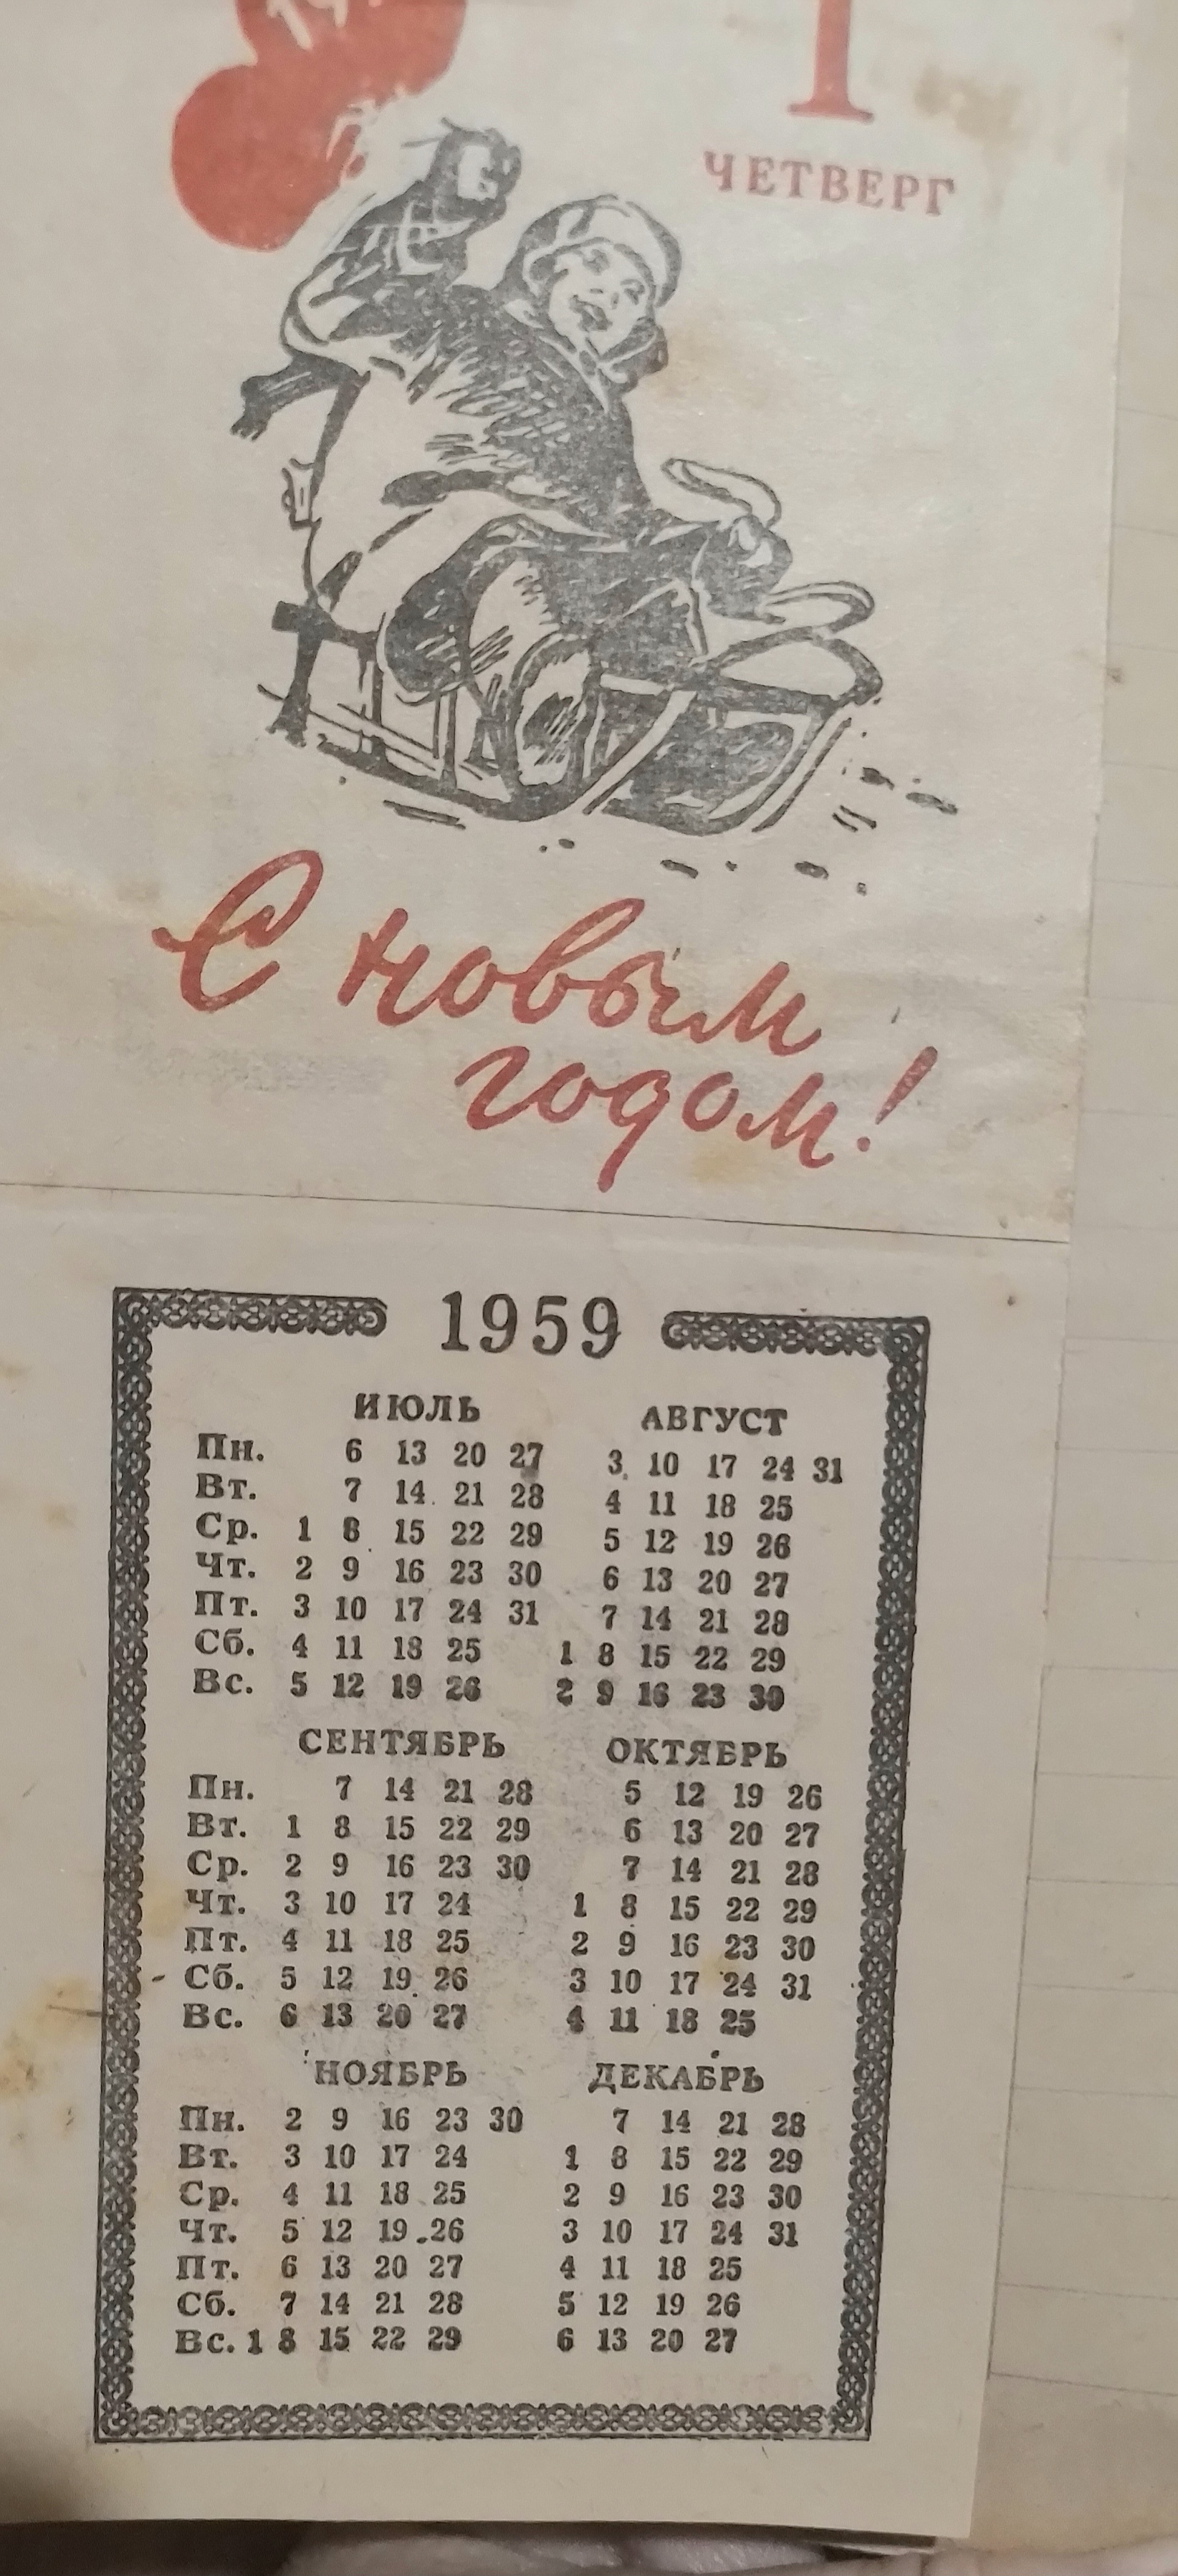 19
1
ЧЕТВЕРГ
С новым
годом!
1959
ИЮЛЬ АВГУСТ
Пн. 6 13 20 27 3 10 17 24 31
Вт. 7 14 21 28 4 11 18 25
Ср. 1 8 15 22 29 5 12 19 26
Чт. 2 9 16 23 30 6 13 20 27
Пт. 3 10 17 24 31 7 14 21 28
Сб. 4 11 18 25 1 8 15 22 29
Вс. 5 12 19 26 2 9 16 23 30
СЕНТЯБРЬ ОКТЯБРЬ
Пн. 7 14 21 28 5 12 19 26
Вт. 1 8 15 22 29 6 13 20 27
Ср. 2 9 16 23 30 7 14 21 28
Чт. 3 10 17 24 1 8 15 22 29
Пт. 4 11 18 25 2 9 16 23 30
Сб. 5 12 19 26 3 10 17 24 31
Вс. 6 13 20 27 4 11 18 25
НОЯБРЬ ДЕКАБРЬ
Пн. 2 9 16 23 30 7 14 21 28
Вт. 3 10 17 24 1 8 15 22 29
Ср. 4 11 18 25 2 9 16 23 30
Чт. 5 12 19 26 3 10 17 24 31
Пт. 6 13 20 27 4 11 18 25
Сб. 7 14 21 28 5 12 19 26
Вс. 1 8 15 22 29 6 13 20 27